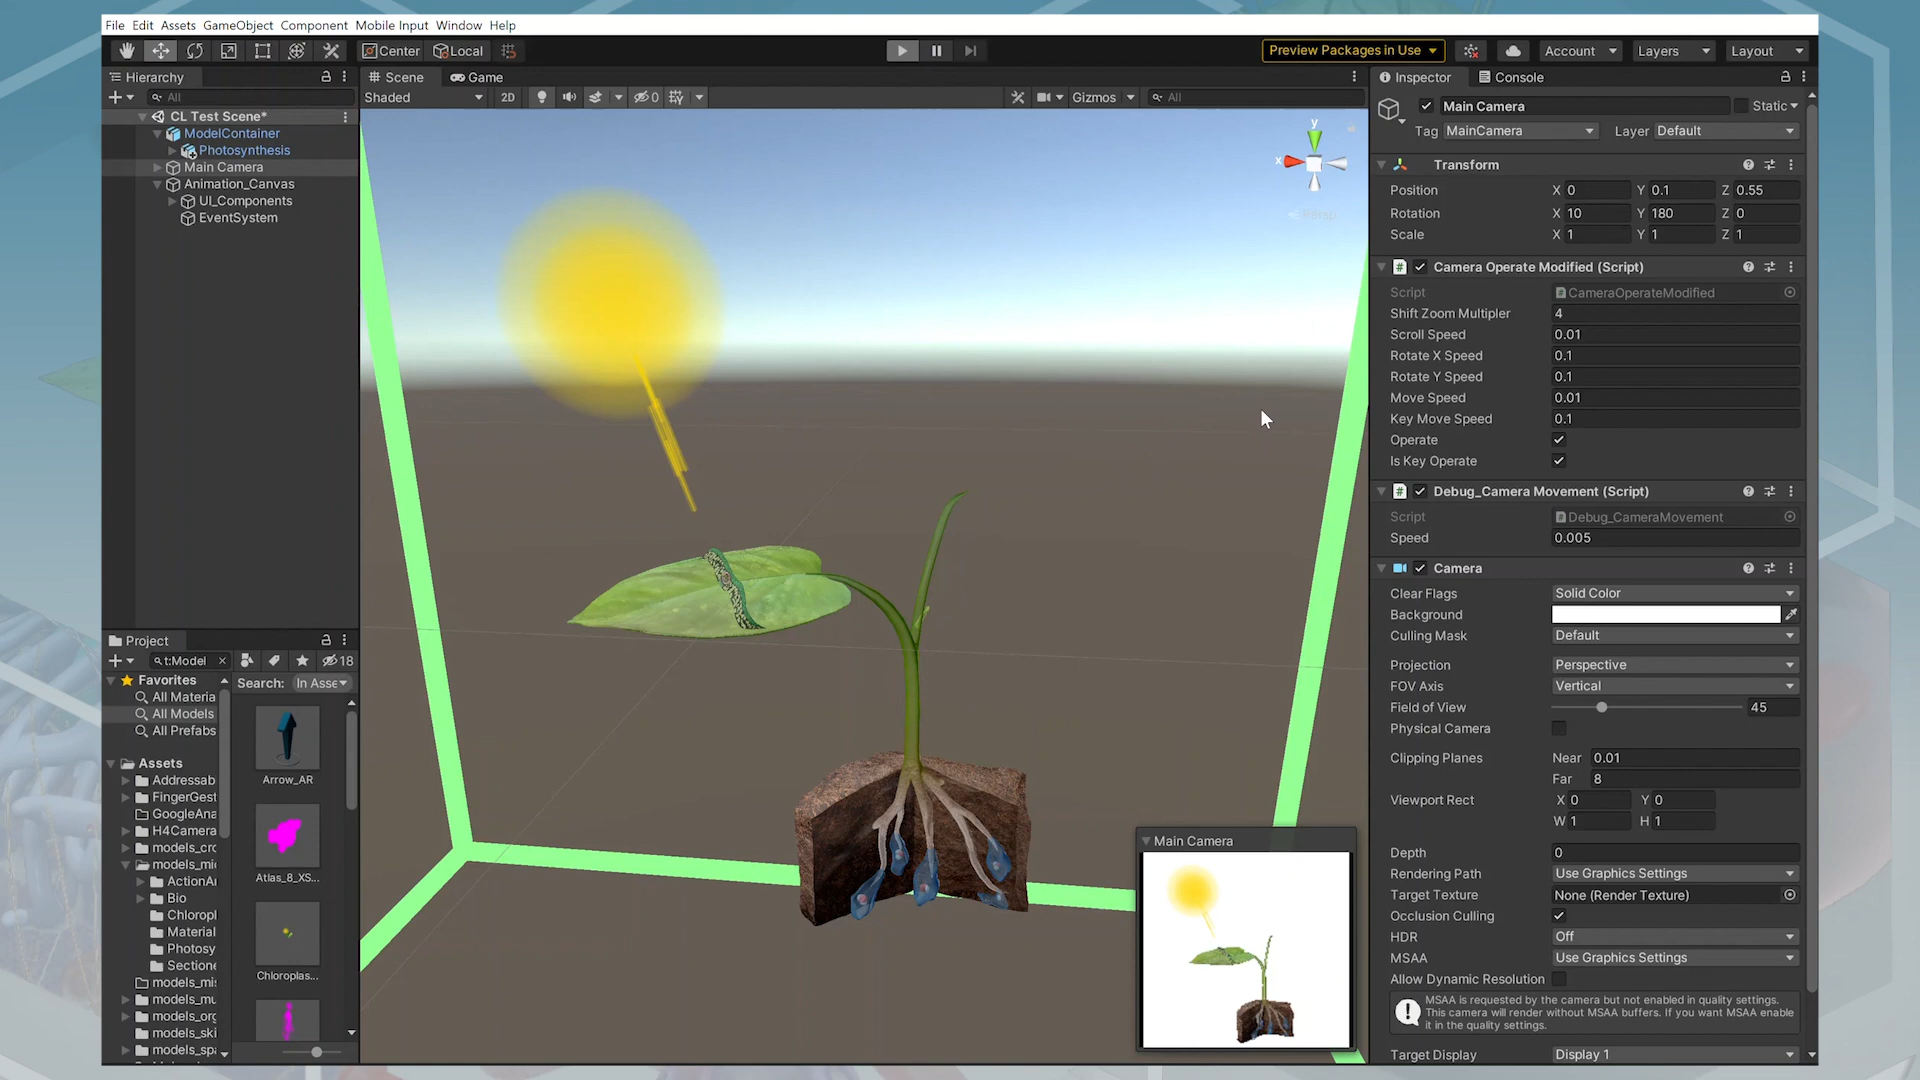 File Edit Assets GameObject Component Mobile Input Window Help
Center Local
Preview Packages in Use
Account Layers Layout
Hierarchy
All
CL Test Scene*
ModelContainer
Photosynthesis
Main Camera
Animation_Canvas
UI_Components
EventSystem
Scene Game
Shaded 2D 0 Gizmos All
y
x
Persp
Project
t:Model 18
Favorites
All Materia
All Models
All Prefabs
Assets
Addressab
FingerGest
GoogleAna
H4Camera
models_cro
models_mic
ActionAr
Bio
Chlorop
Material
Photosy
Section
models_mi
models_mu
models_org
models_ski
models_spa
Search: In Asse
Arrow_AR
Atlas_8_XS...
Chloroplas...
Main Camera
Inspector Console
Main Camera Static
Tag MainCamera Layer Default
Transform
Position X 0 Y 0.1 Z 0.55
Rotation X 10 Y 180 Z 0
Scale X 1 Y 1 Z 1
Camera Operate Modified (Script)
Script CameraOperateModified
Shift Zoom Multipler 4
Scroll Speed 0.01
Rotate X Speed 0.1
Rotate Y Speed 0.1
Move Speed 0.01
Key Move Speed 0.1
Operate
Is Key Operate
Debug_Camera Movement (Script)
Script Debug_CameraMovement
Speed 0.005
Camera
Clear Flags Solid Color
Background
Culling Mask Default
Projection Perspective
FOV Axis Vertical
Field of View 45
Physical Camera
Clipping Planes Near 0.01
Far 8
Viewport Rect X 0 Y 0
W 1 H 1
Depth 0
Rendering Path Use Graphics Settings
Target Texture None (Render Texture)
Occlusion Culling
HDR Off
MSAA Use Graphics Settings
Allow Dynamic Resolution
MSAA is requested by the camera but not enabled in quality settings.
This camera will render without MSAA buffers. If you want MSAA enable
it in the quality settings.
Target Display Display 1